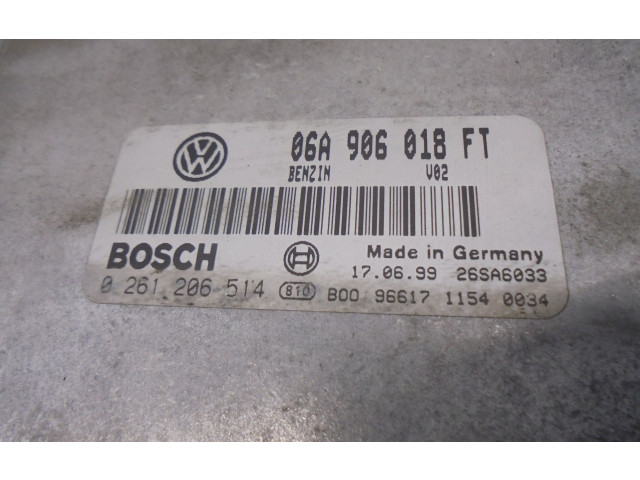 06A 906 018 FT
BENZIN V02
BOSCH
Made in Germany
17.06.99 26SA6033
0 261 206 514 810 B00 96617 1154 0034